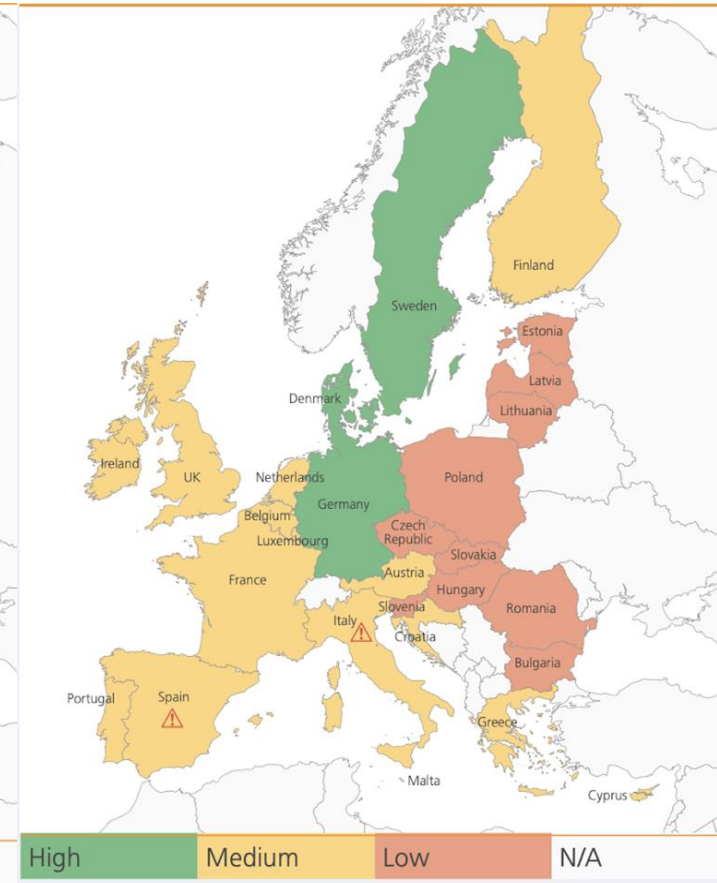 Finland
Sweden
Estonia
Latvia
Denmark
Lithuania
Ireland
UK
Netherlands
Poland
Germany
Belgium
Czech
Republic
Luxembourg
Slovakia
Austria
France
Hungary
Slovenia
Romania
Italy
Croatia
Bulgaria
Portugal
Spain
Greece
Malta
Cyprus
High
Medium
Low
N/A